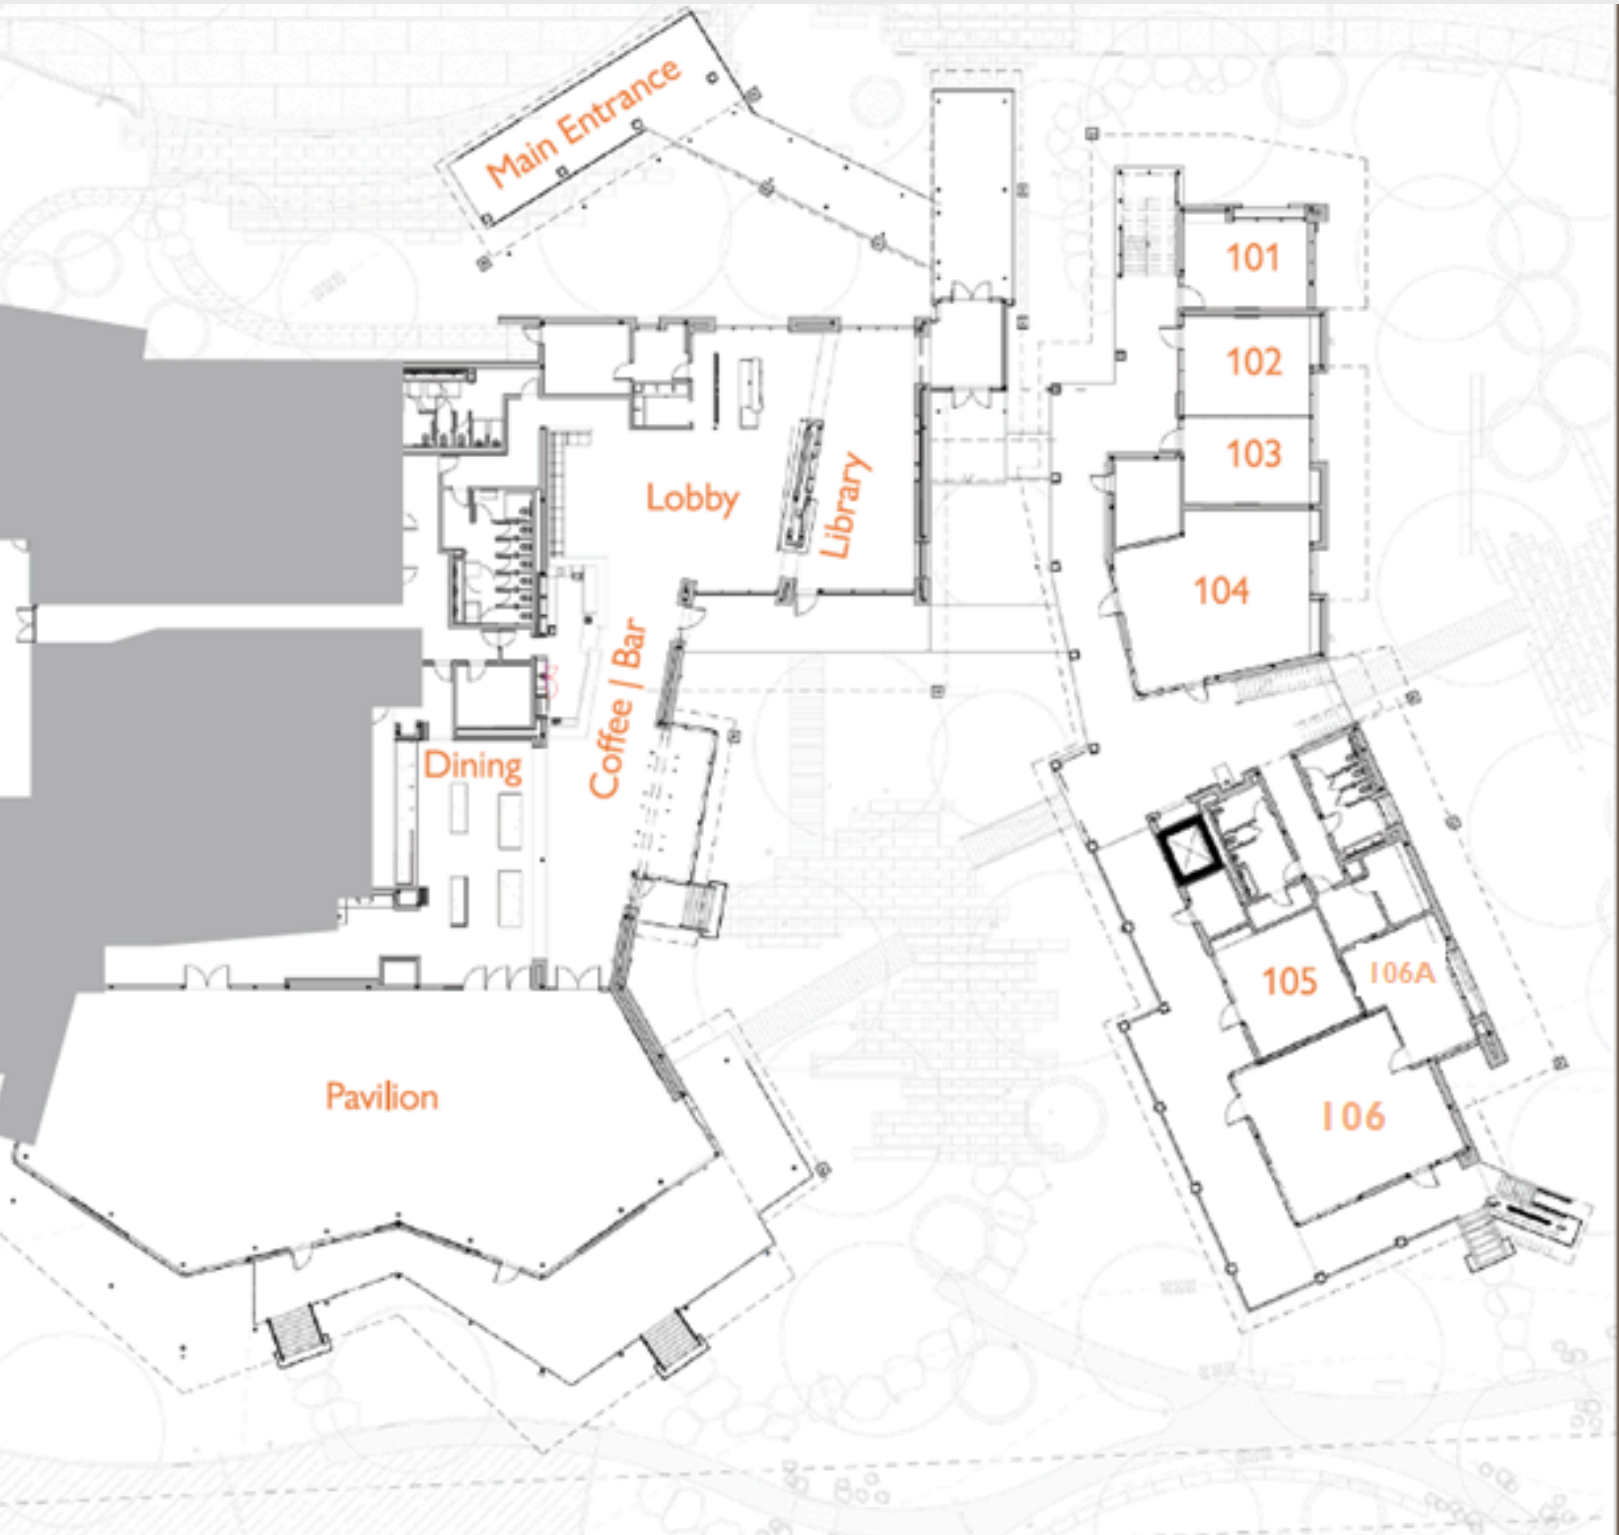 Main Entrance
101
102
103
Lobby
Library
104
Coffee | Bar
Dining
105
106A
Pavilion
106